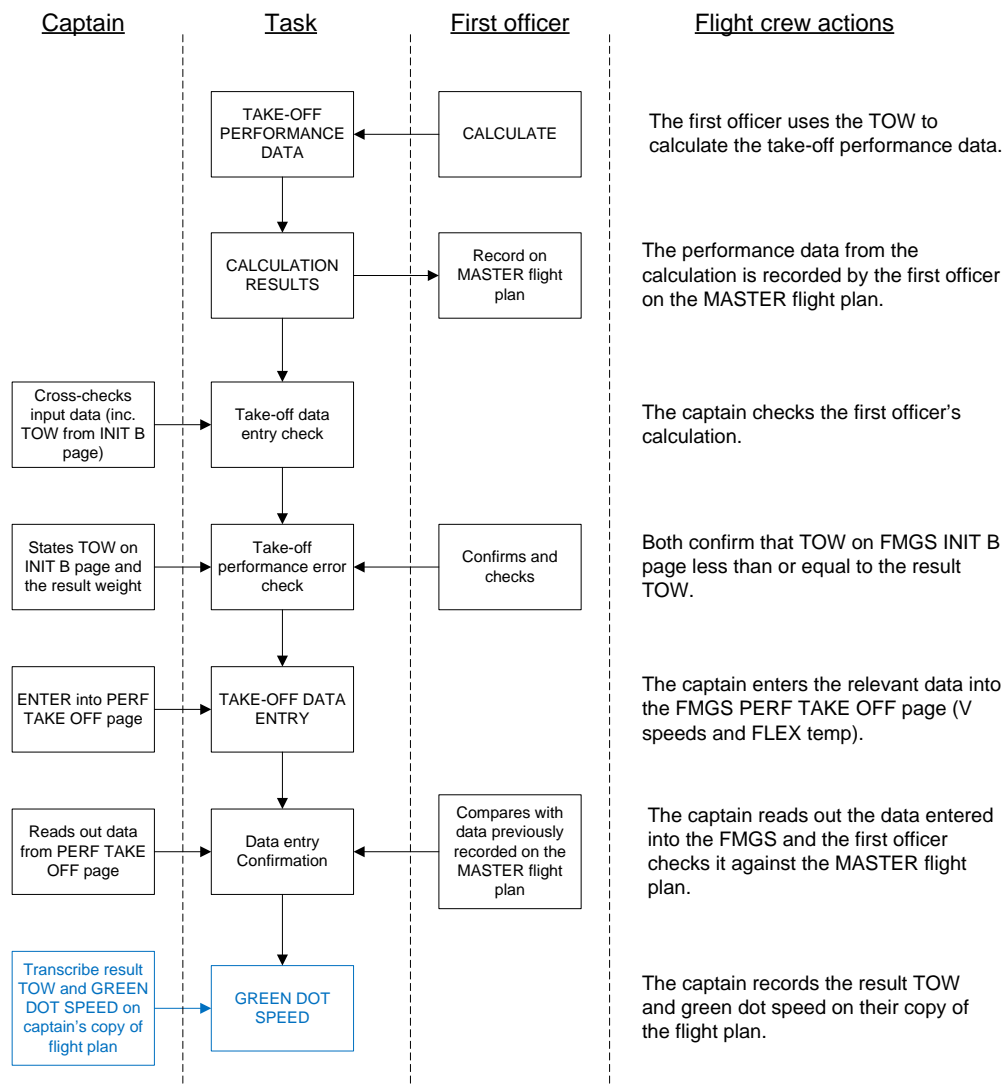 Captain
Task
First officer
Flight crew actions
TAKE-OFF
PERFORMANCE
DATA
CALCULATE
The first officer uses the TOW to
calculate the take-off performance data.
CALCULATION
RESULTS
Record on
MASTER flight
plan
The performance data from the
calculation is recorded by the first officer
on the MASTER flight plan.
Cross-checks
input data (inc.
TOW from INIT B
page)
Take-off data
entry check
The captain checks the first officer’s
calculation.
States TOW on
INIT B page and
the result weight
Take-off
performance error
check
Confirms and
checks
Both confirm that TOW on FMGS INIT B
page less than or equal to the result
TOW.
ENTER into PERF
TAKE OFF page
TAKE-OFF DATA
ENTRY
The captain enters the relevant data into
the FMGS PERF TAKE OFF page (V
speeds and FLEX temp).
Reads out data
from PERF TAKE
OFF page
Data entry
Confirmation
Compares with
data previously
recorded on the
MASTER flight
plan
The captain reads out the data entered
into the FMGS and the first officer
checks it against the MASTER flight
plan.
Transcribe result
TOW and GREEN
DOT SPEED on
captain’s copy of
flight plan
GREEN DOT
SPEED
The captain records the result TOW
and green dot speed on their copy of
the flight plan.